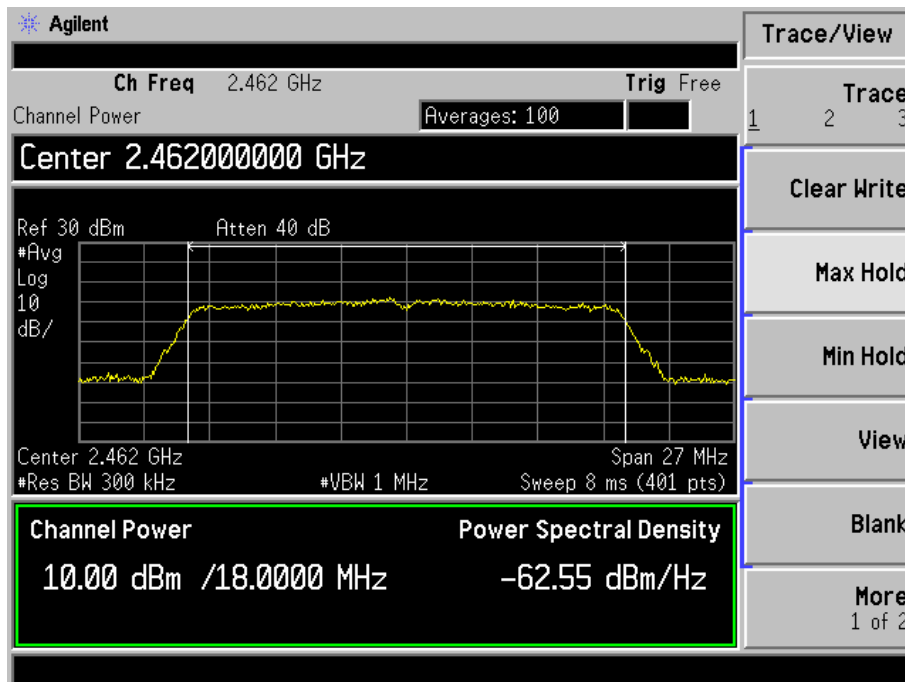 Agilent
Trace/View
Ch Freq 2.462 GHz Trig Free
Channel Power Averages: 100
Trace
1 2 3
Center 2.462000000 GHz
Clear Write
Ref 30 dBm Atten 40 dB
#Avg
Log
10
dB/
Max Hold
Min Hold
Center 2.462 GHz Span 27 MHz
#Res BW 300 kHz #VBW 1 MHz Sweep 8 ms (401 pts)
View
Channel Power Power Spectral Density
10.00 dBm /18.0000 MHz -62.55 dBm/Hz
Blank
More
1 of 2